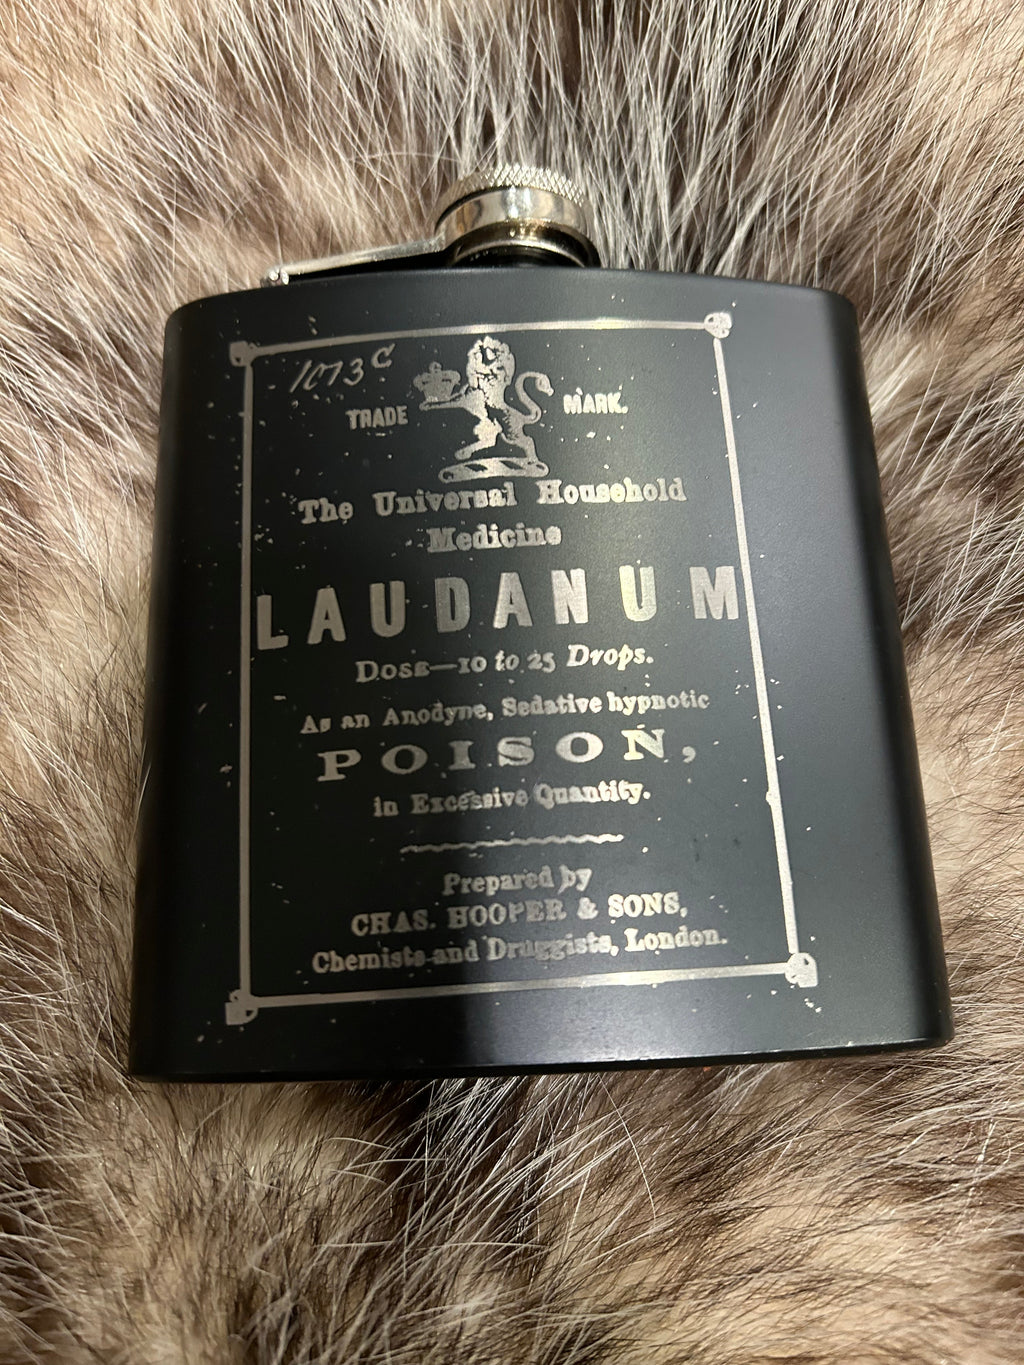 1073 C
TRADE MARK.
The Universal Household
Medicine
LAUDANUM
Dose—10 to 25 Drops.
As an Anodyne, Sedative hypnotic
POISON,
in Excessive Quantity.
Prepared by
CHAS. HOOPER & SONS,
Chemists and Druggists, London.